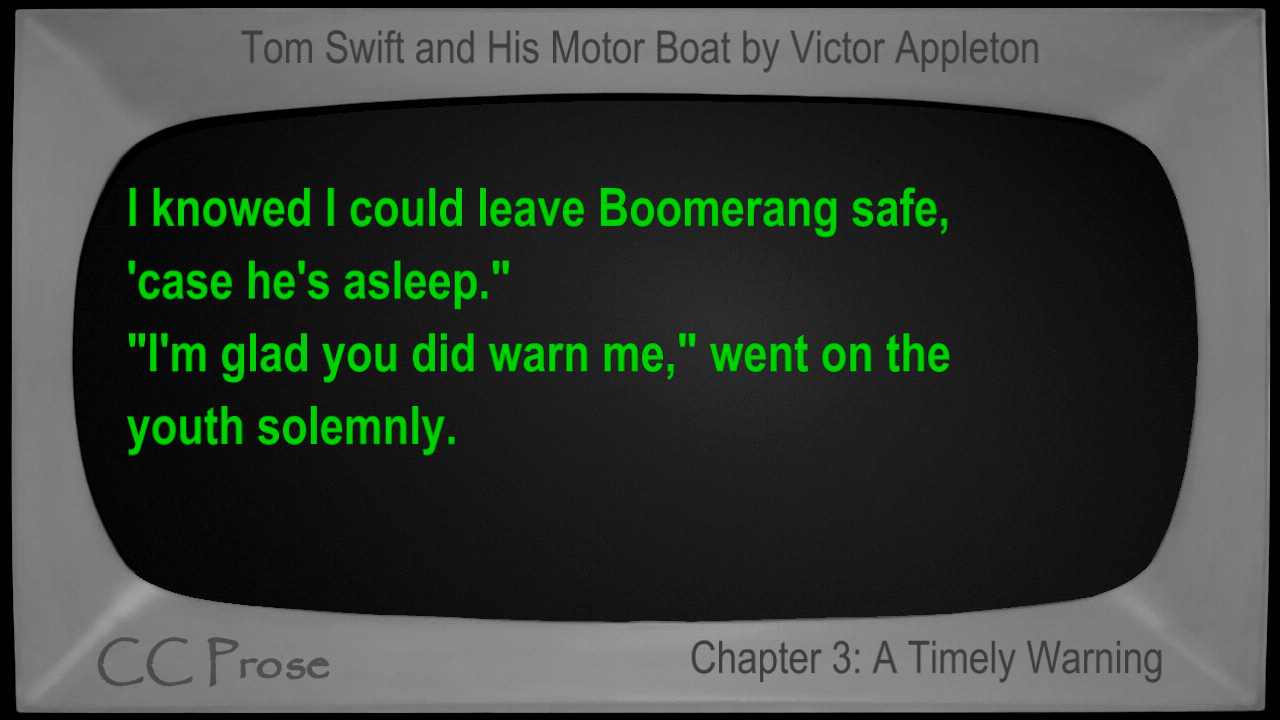 Tom Swift and His Motor Boat by Victor Appleton
I knowed I could leave Boomerang safe,
'case he's asleep."
"I'm glad you did warn me," went on the
youth solemnly.
CC Prose
Chapter 3: A Timely Warning